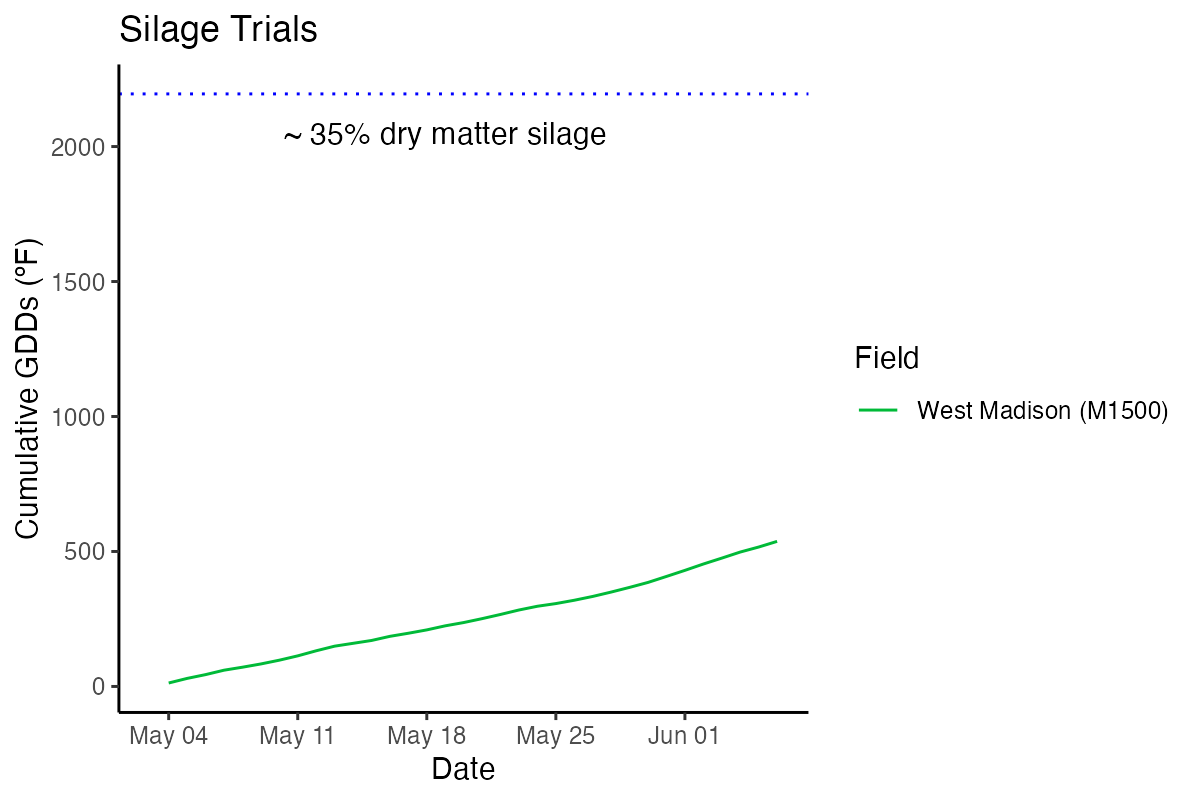 Silage Trials
~ 35% dry matter silage
Cumulative GDDs (°F)
2000
1500
1000
500
0
May 04
May 11
May 18
May 25
Jun 01
Date
Field
West Madison (M1500)